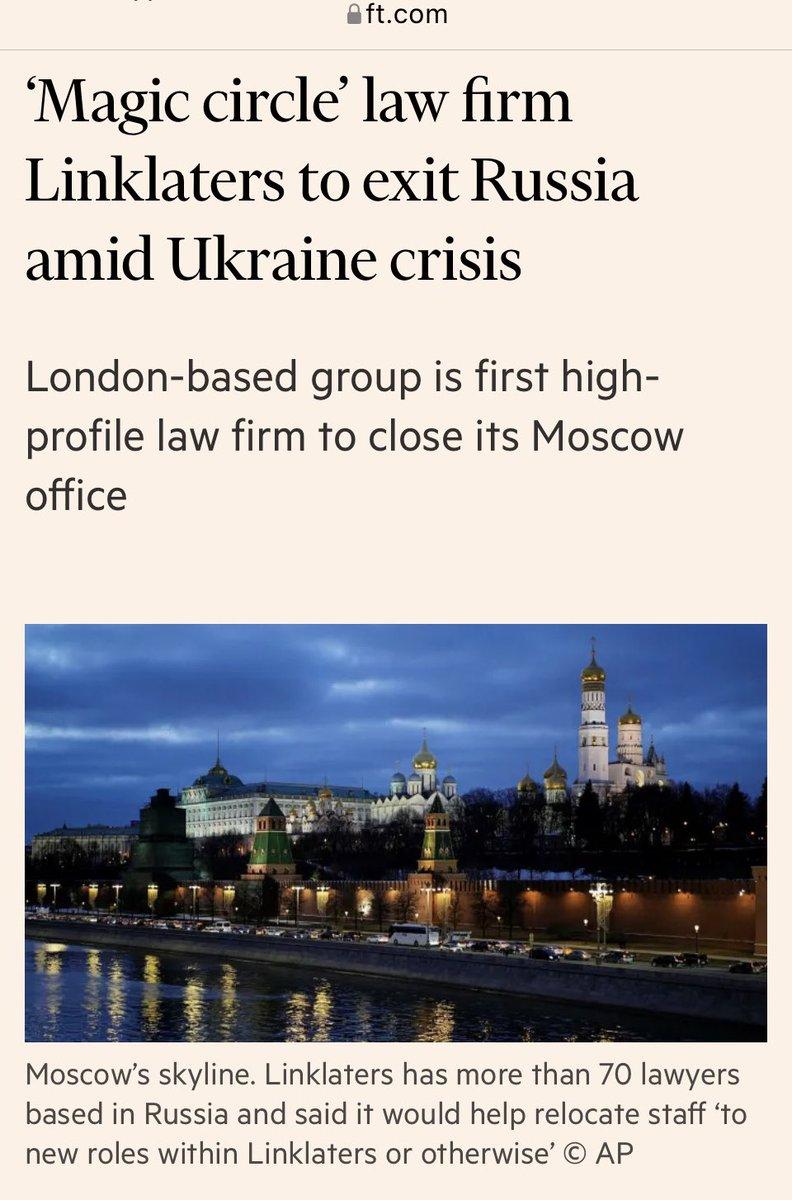 ft.com
‘Magic circle’ law firm
Linklaters to exit Russia
amid Ukraine crisis
London-based group is first high-
profile law firm to close its Moscow
office
Moscow’s skyline. Linklaters has more than 70 lawyers
based in Russia and said it would help relocate staff ‘to
new roles within Linklaters or otherwise’ © AP